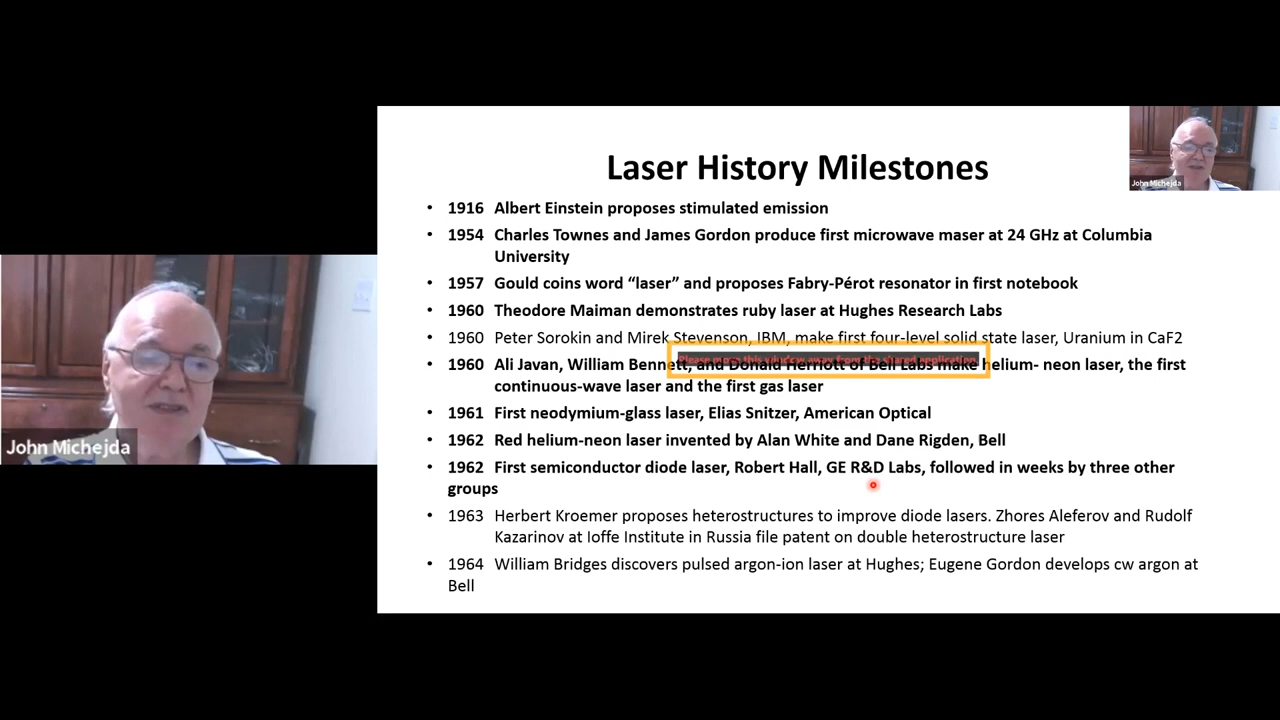 Laser History Milestones
John Michejda
• 1916 Albert Einstein proposes stimulated emission
• 1954 Charles Townes and James Gordon produce first microwave maser at 24 GHz at Columbia
University
• 1957 Gould coins word “laser” and proposes Fabry-Pérot resonator in first notebook
• 1960 Theodore Maiman demonstrates ruby laser at Hughes Research Labs
• 1960 Peter Sorokin and Mirek Stevenson, IBM, make first four-level solid state laser, Uranium in CaF2
Please move this window away from the shared application
• 1960 Ali Javan, William Bennett, and Donald Herriott of Bell Labs make helium- neon laser, the first
continuous-wave laser and the first gas laser
• 1961 First neodymium-glass laser, Elias Snitzer, American Optical
• 1962 Red helium-neon laser invented by Alan White and Dane Rigden, Bell
• 1962 First semiconductor diode laser, Robert Hall, GE R&D Labs, followed in weeks by three other
groups
• 1963 Herbert Kroemer proposes heterostructures to improve diode lasers. Zhores Aleferov and Rudolf
Kazarinov at Ioffe Institute in Russia file patent on double heterostructure laser
• 1964 William Bridges discovers pulsed argon-ion laser at Hughes; Eugene Gordon develops cw argon at
Bell
John Michejda